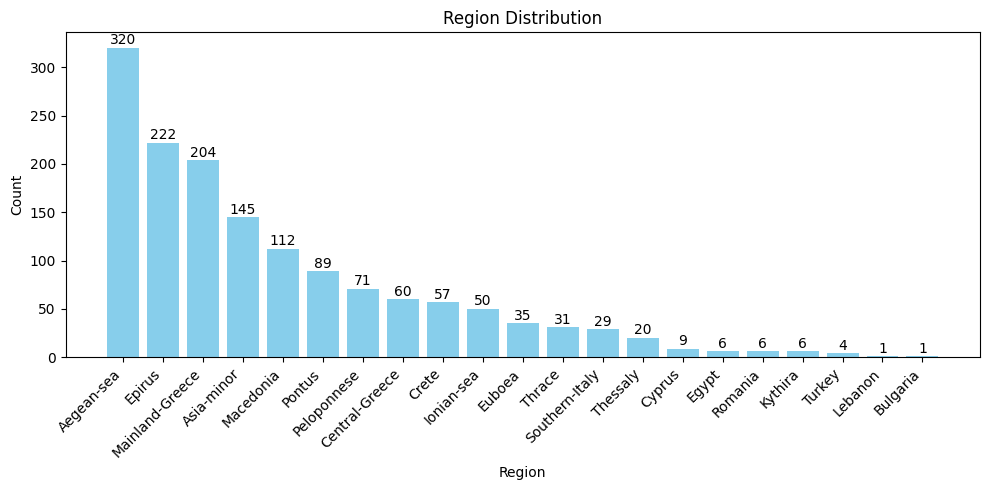 Region Distribution
320
222
204
145
112
89
71
60
57
50
35
31
29
20
9
6
6
6
4
1
1
300
250
200
150
100
50
0
Count
Aegean-sea
Epirus
Mainland-Greece
Asia-minor
Macedonia
Pontus
Peloponnese
Central-Greece
Crete
Ionian-sea
Euboea
Thrace
Southern-Italy
Thessaly
Cyprus
Egypt
Romania
Kythira
Turkey
Lebanon
Bulgaria
Region